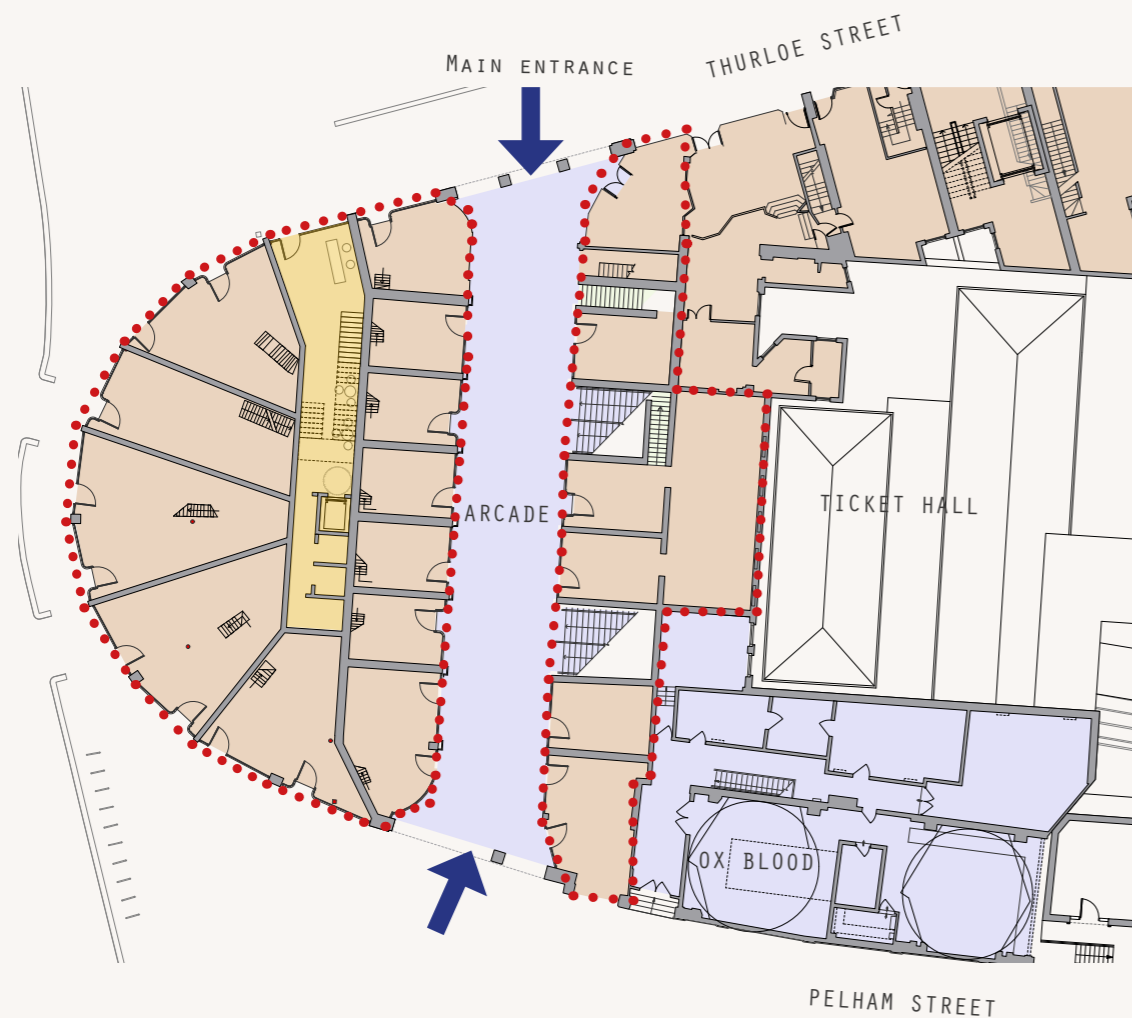 THURLOE STREET
MAIN ENTRANCE
ARCADE
TICKET HALL
OX BLOOD
PELHAM STREET